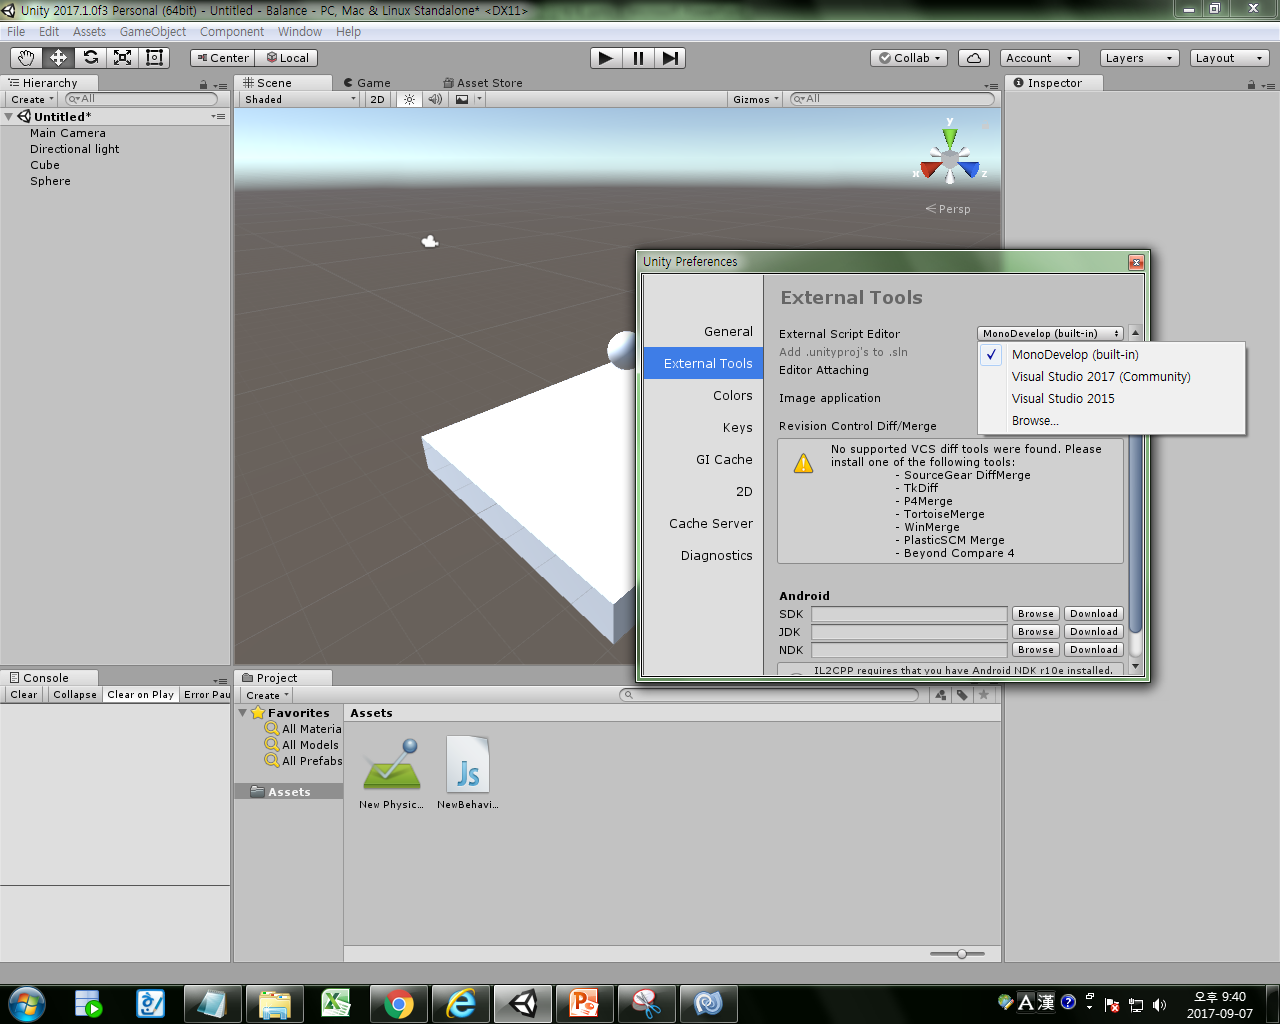 Unity 2017.1.0f3 Personal (64bit) - Untitled - Balance - PC, Mac & Linux Standalone* <DX11>
File Edit Assets GameObject Component Window Help
Center Local Collab Account Layers Layout
Hierarchy
Create All
Untitled*
Main Camera
Directional light
Cube
Sphere
Scene Game Asset Store
Shaded 2D Gizmos All
y
x
z
Persp
Inspector
Unity Preferences
General
External Tools
Colors
Keys
GI Cache
2D
Cache Server
Diagnostics
External Tools
External Script Editor MonoDevelop (built-in)
Add .unityproj's to .sln
Editor Attaching
Image application
Revision Control Diff/Merge
MonoDevelop (built-in)
Visual Studio 2017 (Community)
Visual Studio 2015
Browse...
No supported VCS diff tools were found. Please
install one of the following tools:
- SourceGear DiffMerge
- TkDiff
- P4Merge
- TortoiseMerge
- WinMerge
- PlasticSCM Merge
- Beyond Compare 4
Android
SDK Browse Download
JDK Browse Download
NDK Browse Download
IL2CPP requires that you have Android NDK r10e installed.
Console
Clear Collapse Clear on Play Error Pau
Project
Create
Favorites
All Materia
All Models
All Prefabs
Assets
Assets
Js
New Physic...
NewBehavi...
A 漢
오후 9:40
2017-09-07